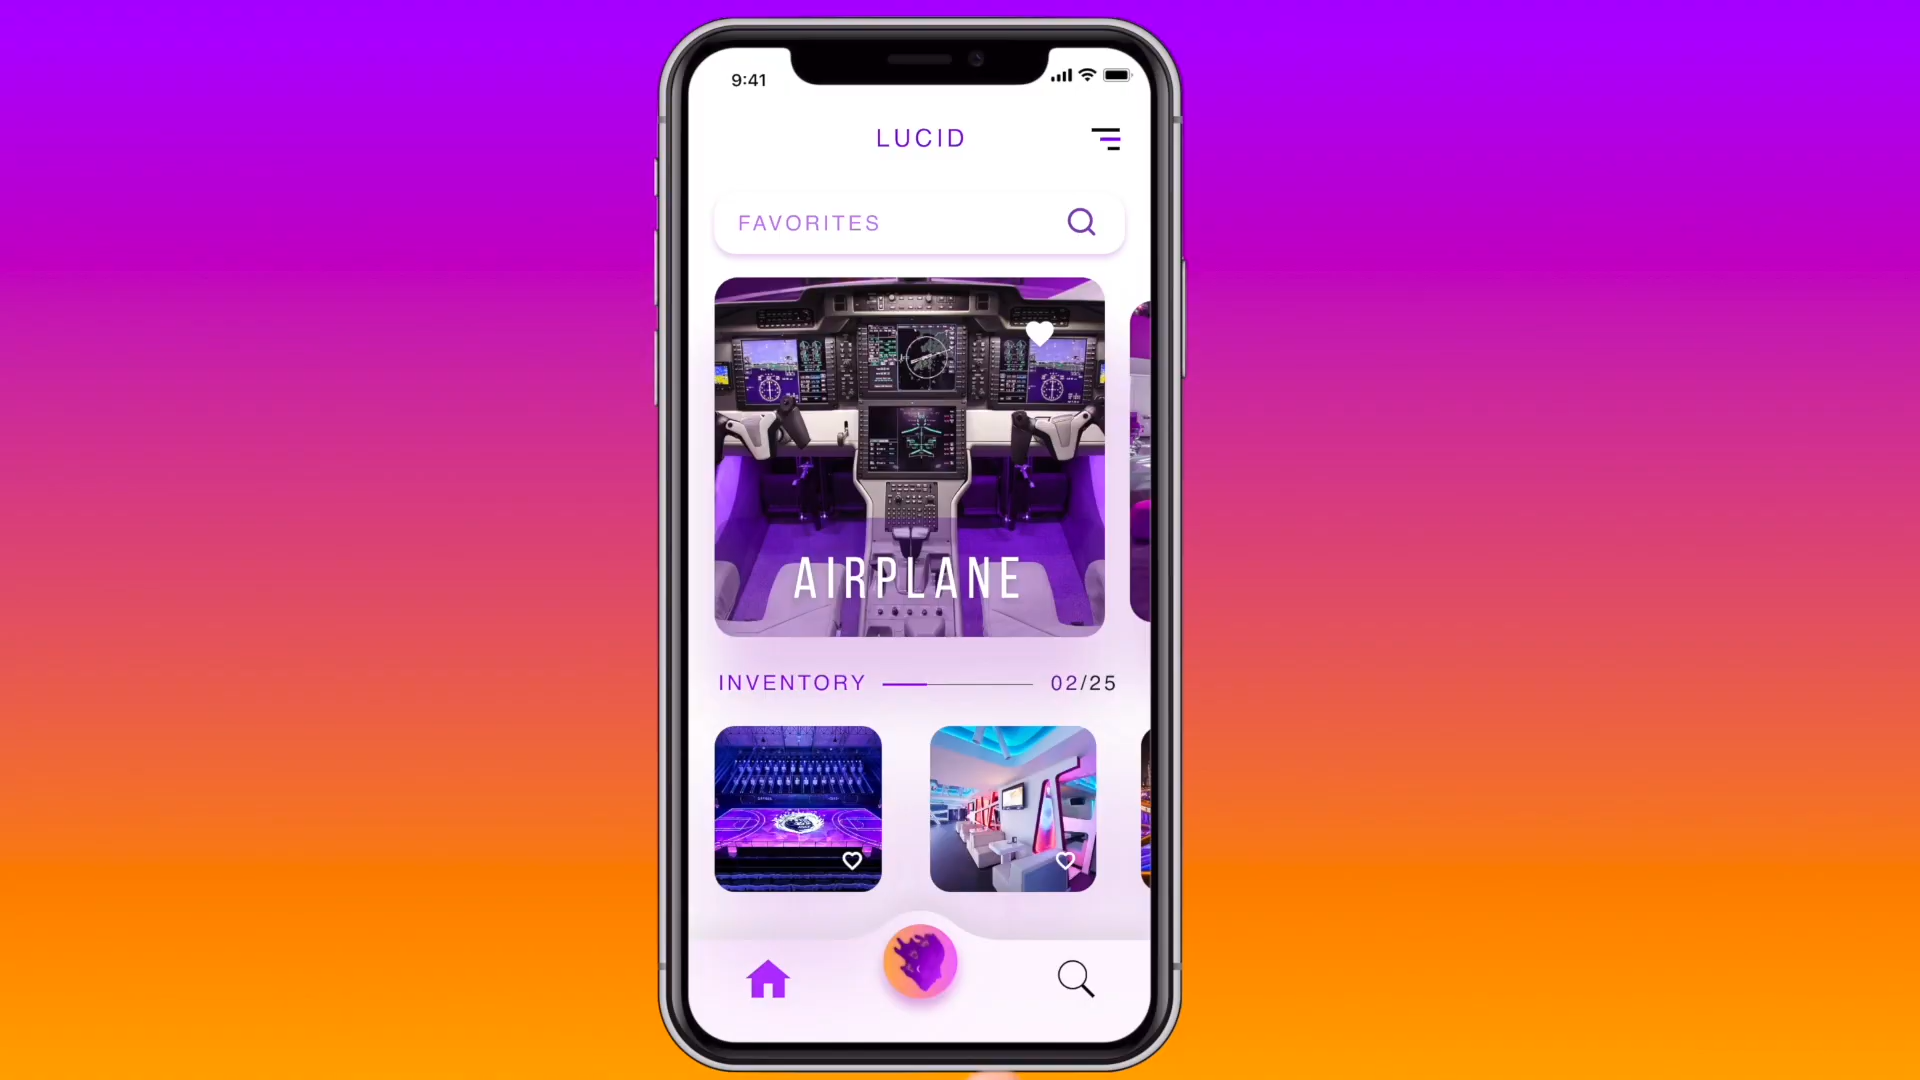 9:41
LUCID
FAVORITES
AIRPLANE
INVENTORY 02/25